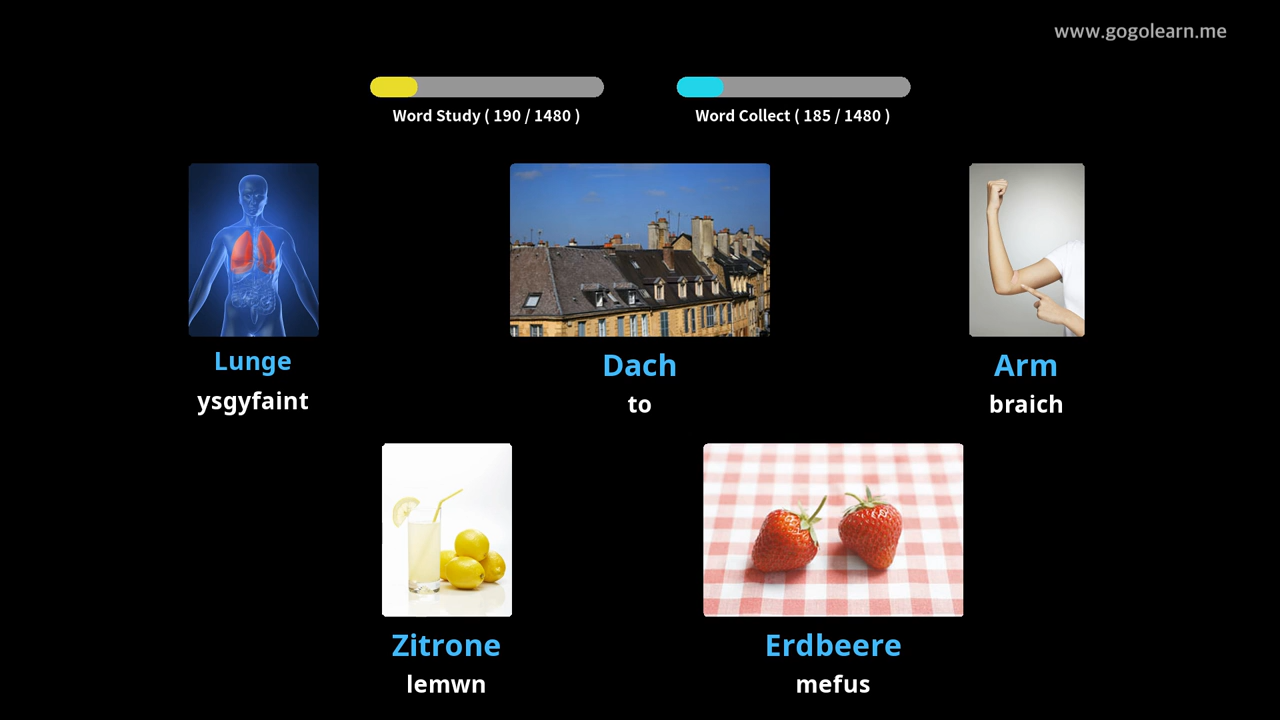 www.gogolearn.me
Word Study ( 190 / 1480 )
Word Collect ( 185 / 1480 )
Lunge
ysgyfaint
Dach
to
Arm
braich
Zitrone
lemwn
Erdbeere
mefus